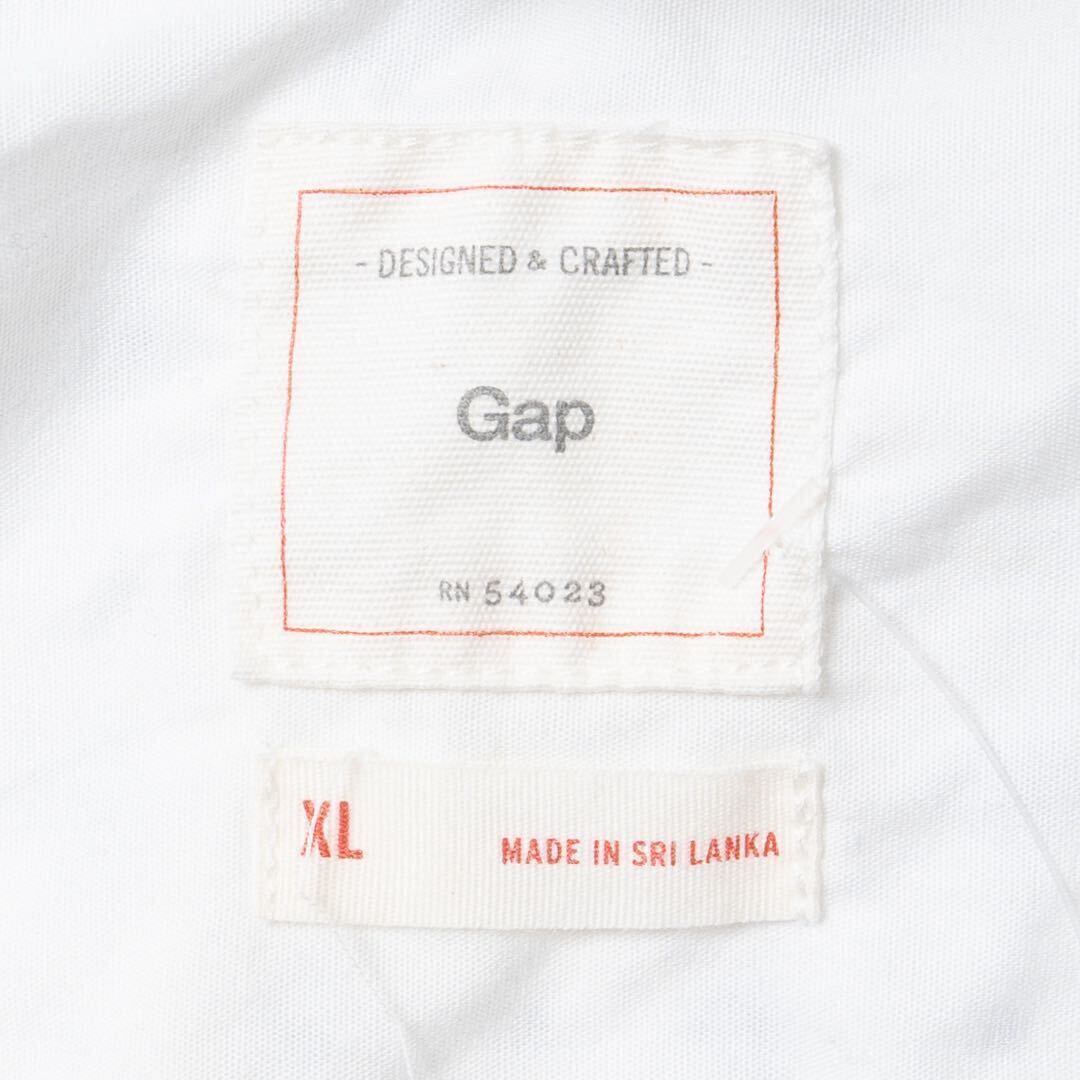 - DESIGNED & CRAFTED -
Gap
RN 54023
XL
MADE IN SRI LANKA